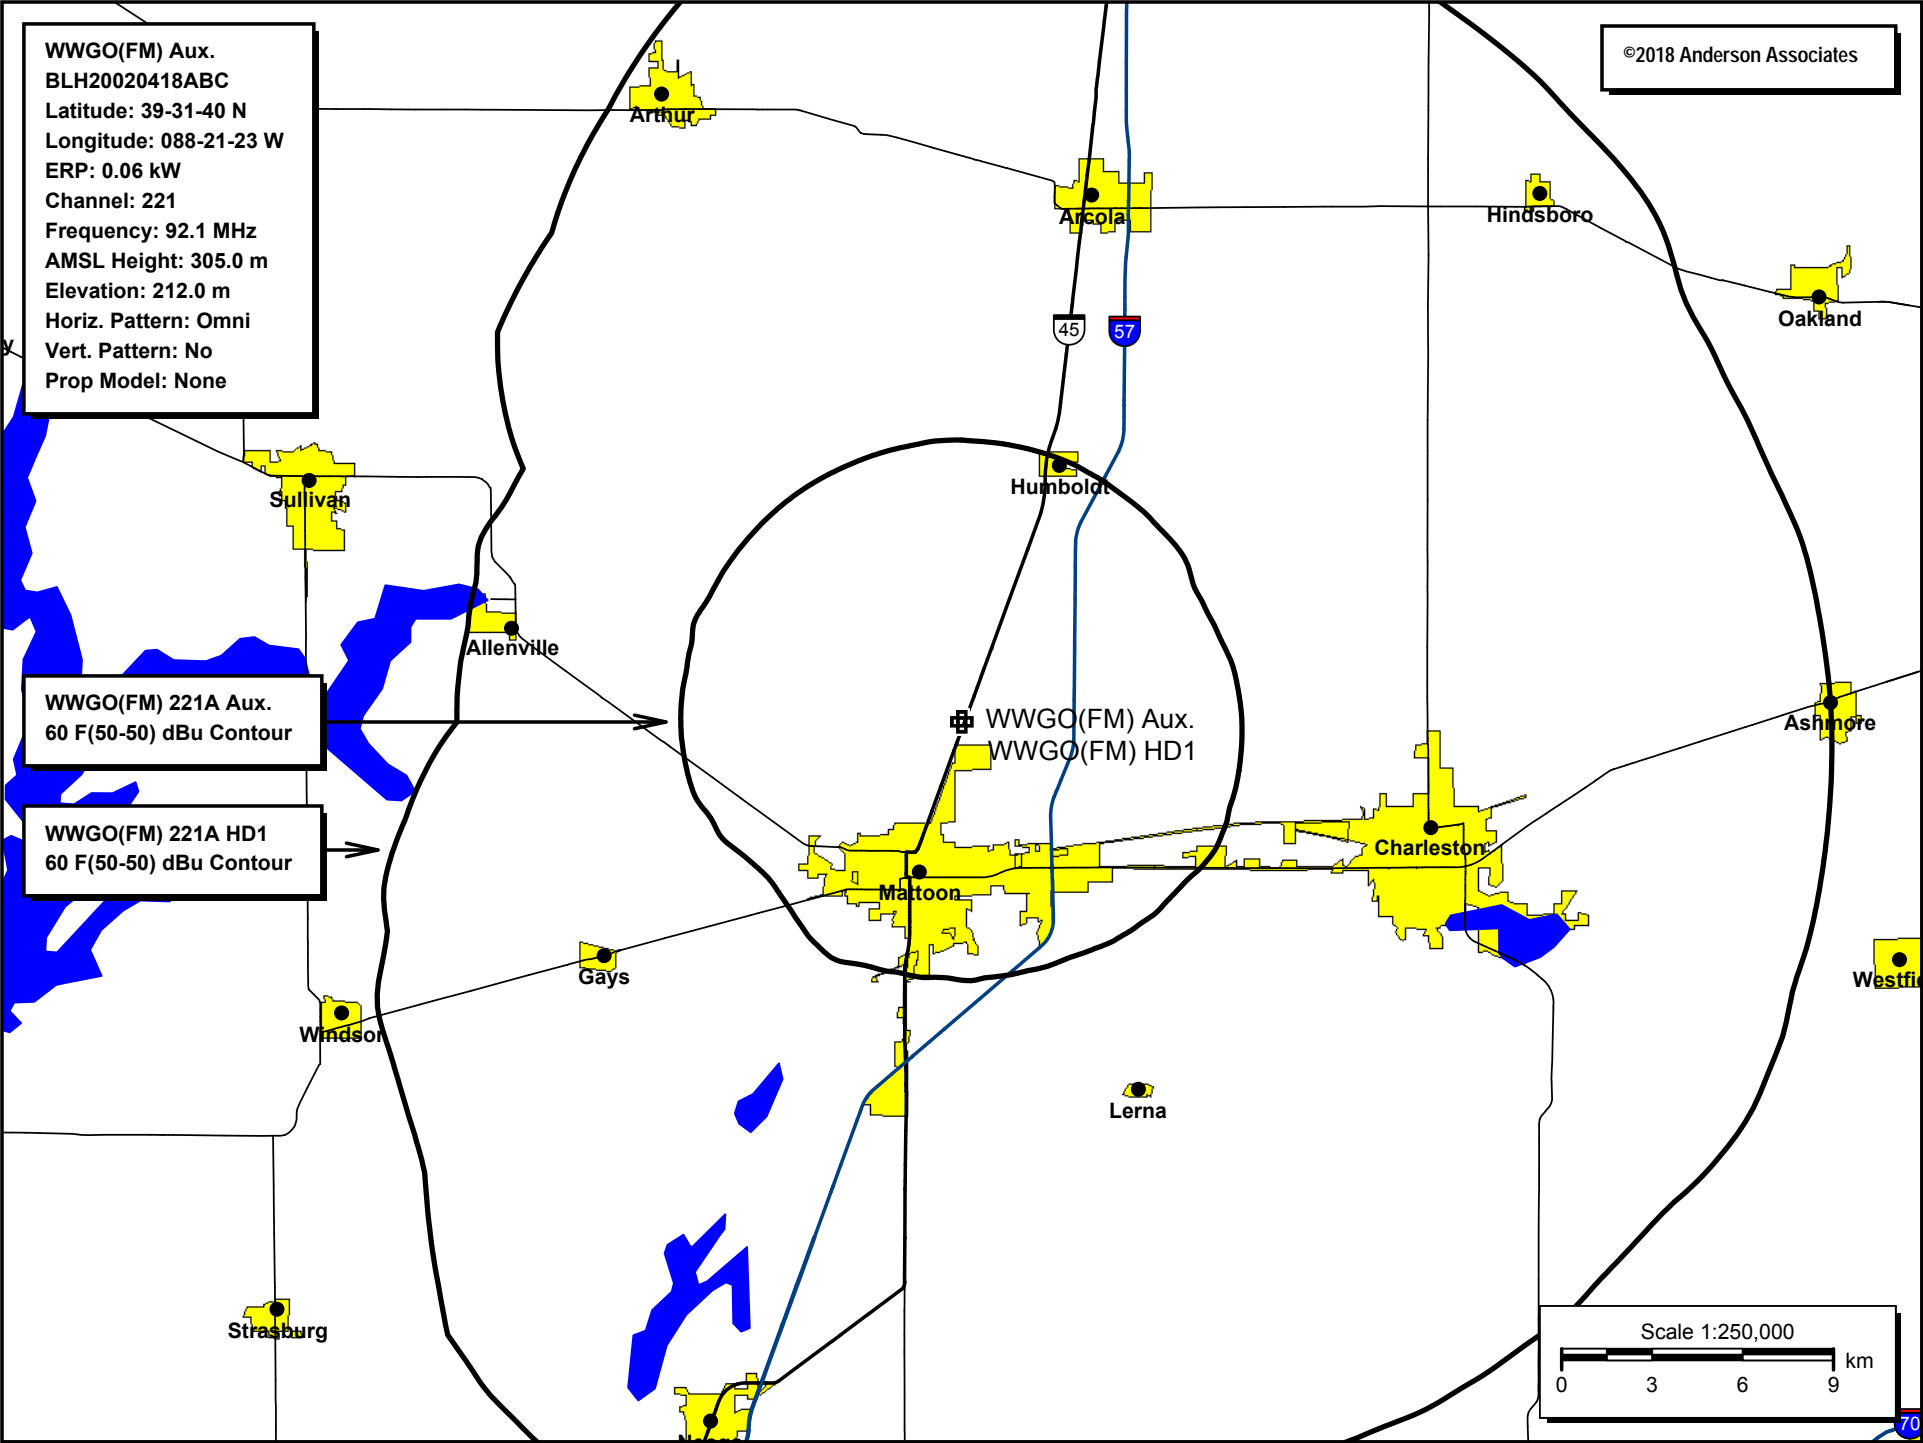 WWGO(FM) Aux.
BLH20020418ABC
Latitude: 39-31-40 N
Longitude: 088-21-23 W
ERP: 0.06 kW
Channel: 221
Frequency: 92.1 MHz
AMSL Height: 305.0 m
Elevation: 212.0 m
Horiz. Pattern: Omni
Vert. Pattern: No
Prop Model: None
©2018 Anderson Associates
Arthur
Arcola
Hindsboro
Oakland
45
57
y
Sullivan
Humboldt
Allenville
WWGO(FM) 221A Aux.
60 F(50-50) dBu Contour
WWGO(FM) Aux.
WWGO(FM) HD1
Ashmore
WWGO(FM) 221A HD1
60 F(50-50) dBu Contour
Charleston
Mattoon
Gays
Westfie
Windsor
Lerna
Strasburg
Scale 1:250,000
km
0 3 6 9
70